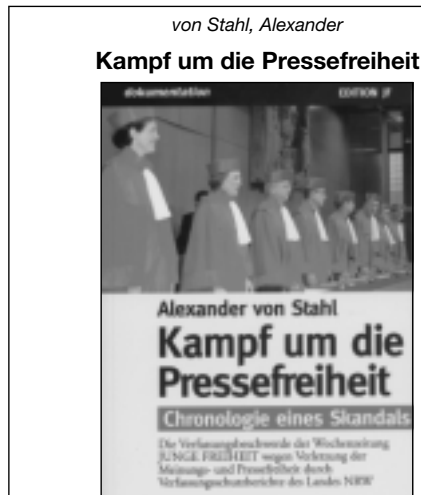 von Stahl, Alexander
Kampf um die Pressefreiheit
dokumentation EDITION JF
Alexander von Stahl
Kampf um die
Pressefreiheit
Chronologie eines Skandals
Die Verfassungsbeschwerde der Wochenzeitung
JUNGE FREIHEIT wegen Verletzung der
Meinungs- und Pressefreiheit durch
Verfassungsschutzberichte des Landes NRW